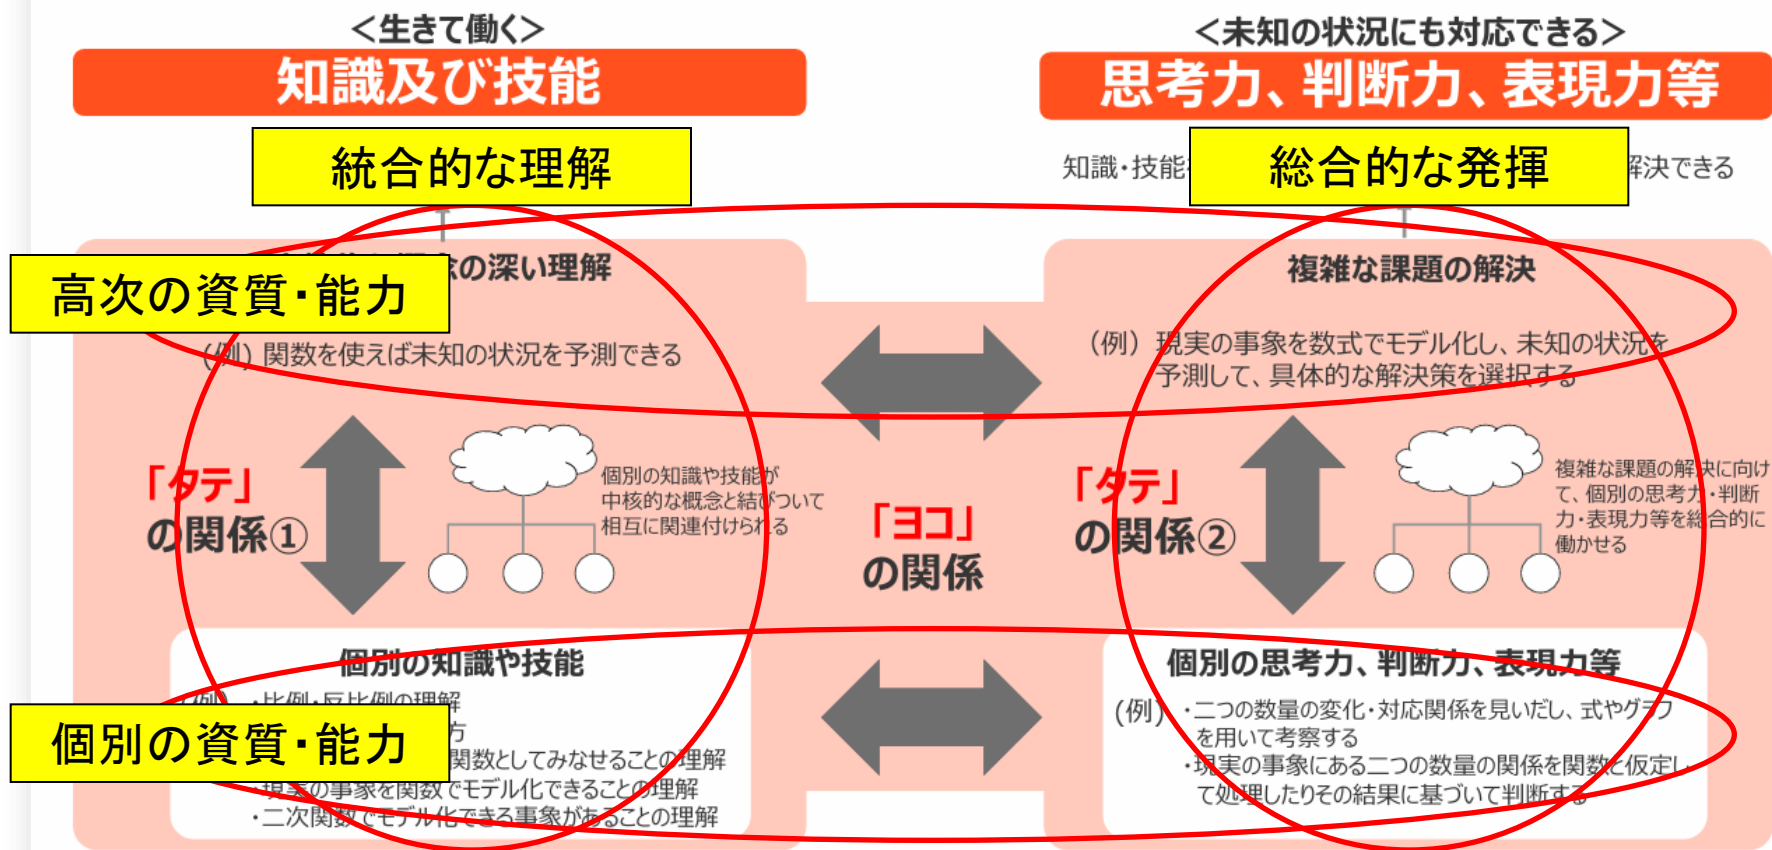 <生きて働く>
知識及び技能
統合的な理解
高次の資質・能力
の深い理解
(例) 関数を使えば未知の状況を予測できる
「タテ」
の関係①
個別の知識や技能が
中核的な概念と結びついて
相互に関連付けられる
個別の知識や技能
・比例・反比例の理解
個別の資質・能力
方
関数としてみなせることの理解
・現実の事象を関数でモデル化できることの理解
・二次関数でモデル化できる事象があることの理解
「ヨコ」
の関係
<未知の状況にも対応できる>
思考力、判断力、表現力等
知識・技能
総合的な発揮
解決できる
複雑な課題の解決
(例) 現実の事象を数式でモデル化し、未知の状況を
予測して、具体的な解決策を選択する
「タテ」
の関係②
複雑な課題の解決に向け
て、個別の思考力・判断
力・表現力等を総合的に
働かせる
個別の思考力、判断力、表現力等
(例) ・二つの数量の変化・対応関係を見いだし、式やグラフ
を用いて考察する
・現実の事象にある二つの数量の関係を関数と仮定し
て処理したりその結果に基づいて判断する